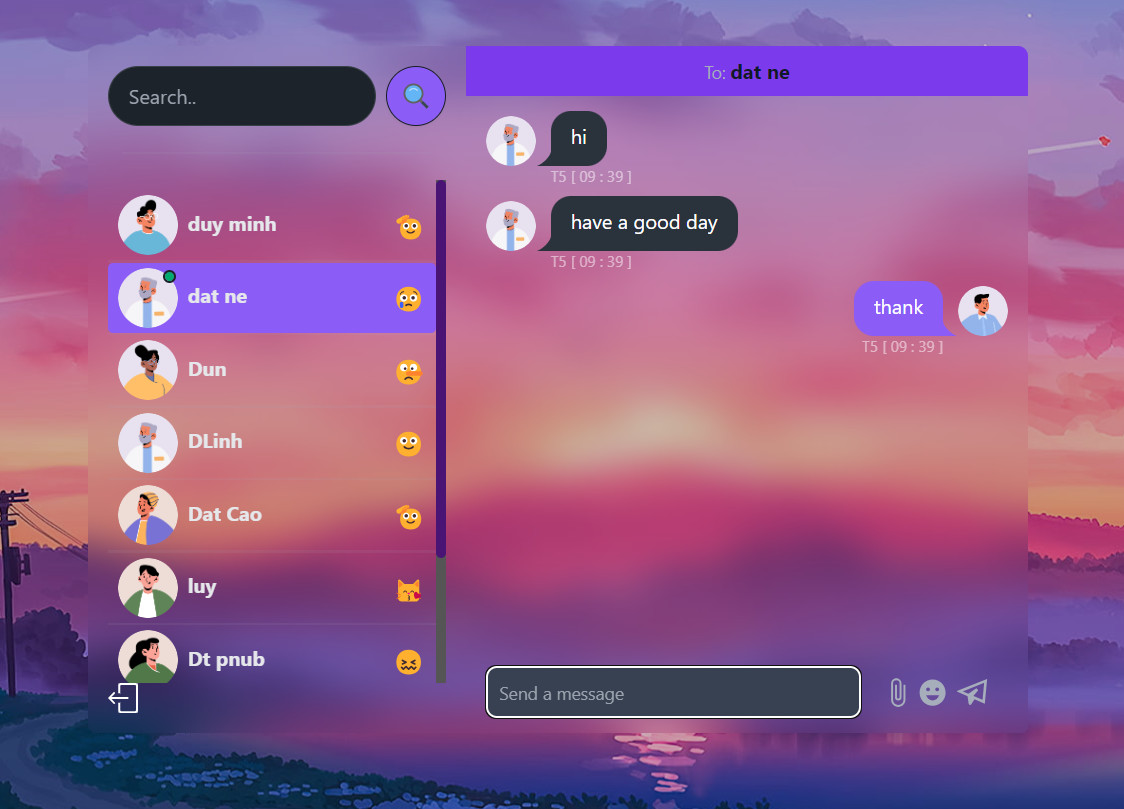 Search..
duy minh
dat ne
Dun
DLinh
Dat Cao
luy
Dt pnub
To: dat ne
hi
T5 [ 09 : 39 ]
have a good day
T5 [ 09 : 39 ]
thank
T5 [ 09 : 39 ]
Send a message